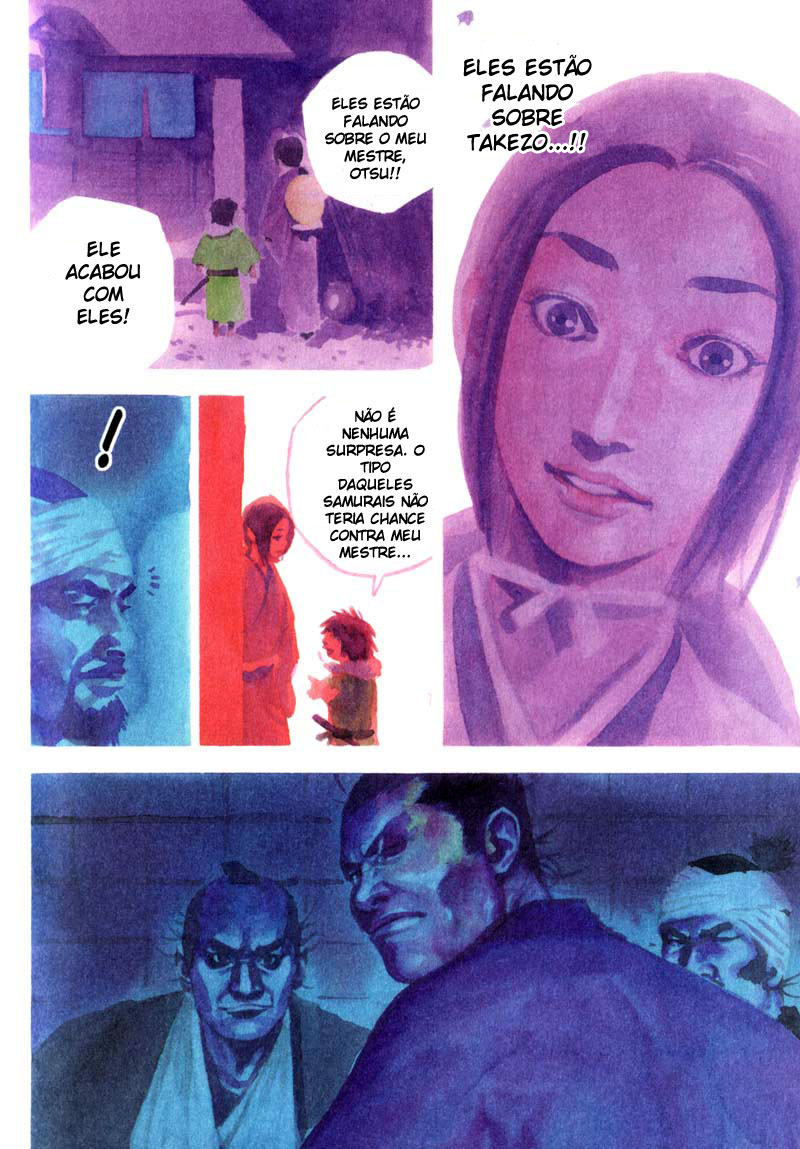 ELES ESTÃO
FALANDO
SOBRE
TAKEZO...!!
ELES ESTÃO
FALANDO
SOBRE O MEU
MESTRE,
OTSU!!
ELE
ACABOU
COM
ELES!
NÃO É
NENHUMA
SURPRESA. O
TIPO
DAQUELES
SAMURAIS NÃO
TERIA CHANCE
CONTRA MEU
MESTRE...
!